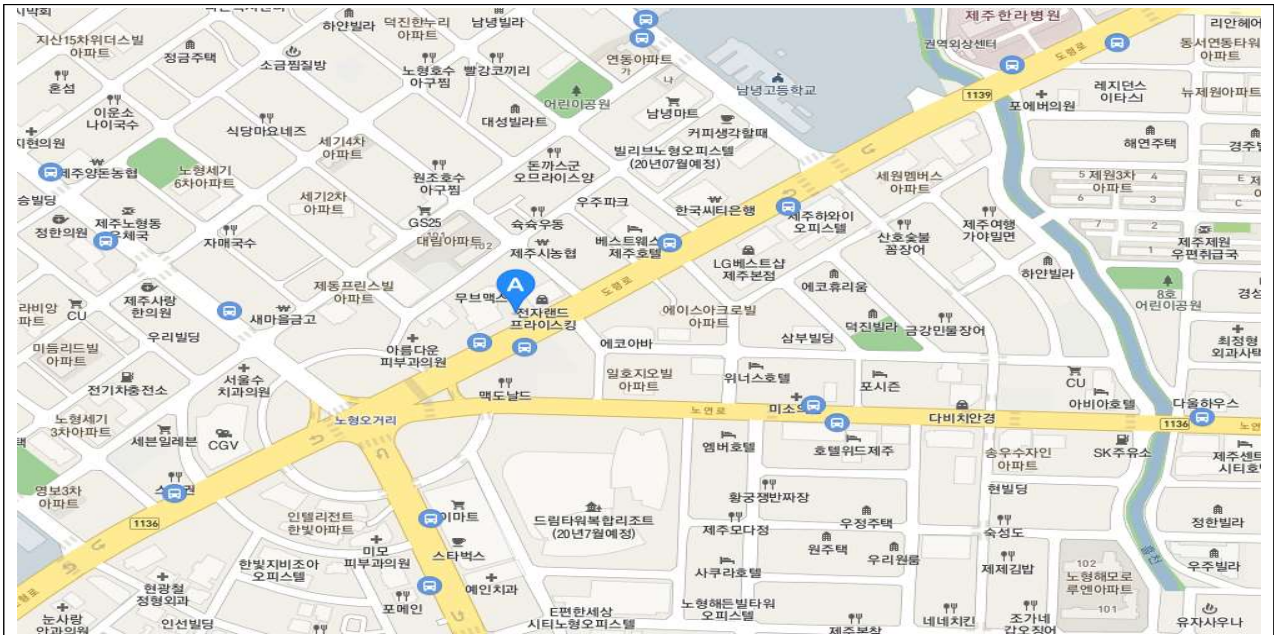 제주한라병원
리안헤어
하얀빌라
덕진한누리
아파트
남녕빌라
권역외상센터
도령로
동서연동타워
아파트
지산15차위더스빌
아파트
정금주택
소금찜질방
노형호수
아구찜
빨강코끼리
연동아파트
가
나
남녕고등학교
1139
레지던스
이타스I
뉴제원아파트
혼섬
어린이공원
포에버의원
이운소
나이국수
식당마요네즈
대성빌라트
남녕마트
커피생각할때
해연주택
세기4차
아파트
빌리브노형오피스텔
(20년07월예정)
노형세기
6차아파트
원조호수
아구찜
돈까스군
오므라이스양
세원멤버스
아파트
5
제원3차
아파트
4
6
3
E
C
세기2차
아파트
우주파크
한국씨티은행
제주하와이
오피스텔
7
2
1
정한의원
제주노형동
우체국
자매국수
GS25
대림아파트
101
102
슉슉우동
제주시농협
베스트웨스
제주호텔
LG베스트샵
제주본점
산호숯불
꼼장어
제주여행
가야밀면
제주제원
우편취급국
하얀빌라
제주사랑
한의원
제동프린스빌
아파트
무브맥스
A
전자랜드
프라이스킹
도령로
에코휴리움
8호
어린이공원
CU
우리빌딩
새마을금고
에이스아크로빌
아파트
덕진빌라
금강민물장어
미듬리드빌
아파트
아름다운
피부과의원
에코아바
삼부빌딩
최정형
외과사택
전기차충전소
서울수
치과의원
맥도날드
일호지오빌
아파트
위너스호텔
포시즌
CU
아비아호텔
노형세기
3차아파트
세븐일레븐
CGV
노형오거리
노연로
다비치안경
다올하우스
1136
엠버호텔
호텔위드제주
송우수자인
아파트
SK주유소
제주센트
시티호텔
영보3차
아파트
1136
인텔리전트
한빛아파트
이마트
드림타워복합리조트
(20년7월예정)
황궁쟁반짜장
현빌딩
우정주택
숙성도
정한빌라
한빛지비조아
오피스텔
미모
피부과의원
스타벅스
제주모다정
원주택
우리원룸
제제김밥
흘천
우주빌라
현광철
정형외과
예인치과
사쿠라호텔
102
노형해모로
루엔아파트
101
눈사랑
안과의원
인선빌딩
포메인
E편한세상
시티노형오피스텔
노형해든빌타워
오피스텔
제주본참
네네치킨
조가네
갑오징어
유자사우나